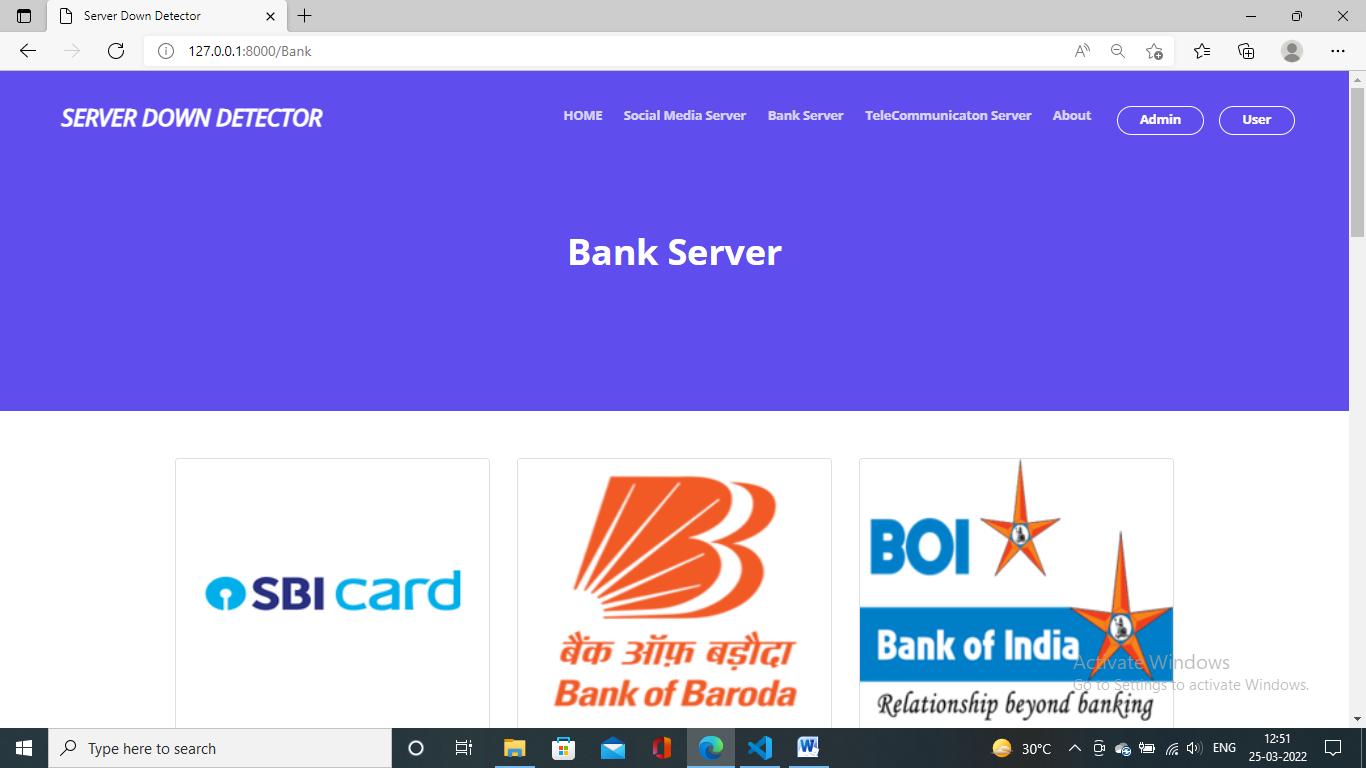 Server Down Detector
127.0.0.1:8000/Bank
SERVER DOWN DETECTOR
HOME Social Media Server Bank Server TeleCommunicaton Server About Admin User
Bank Server
SBI card
बैंक ऑफ़ बड़ौदा
Bank of Baroda
BOI
Bank of India
Relationship beyond banking
Activate Windows
Go to Settings to activate Windows.
Type here to search
30°C
ENG
12:51
25-03-2022